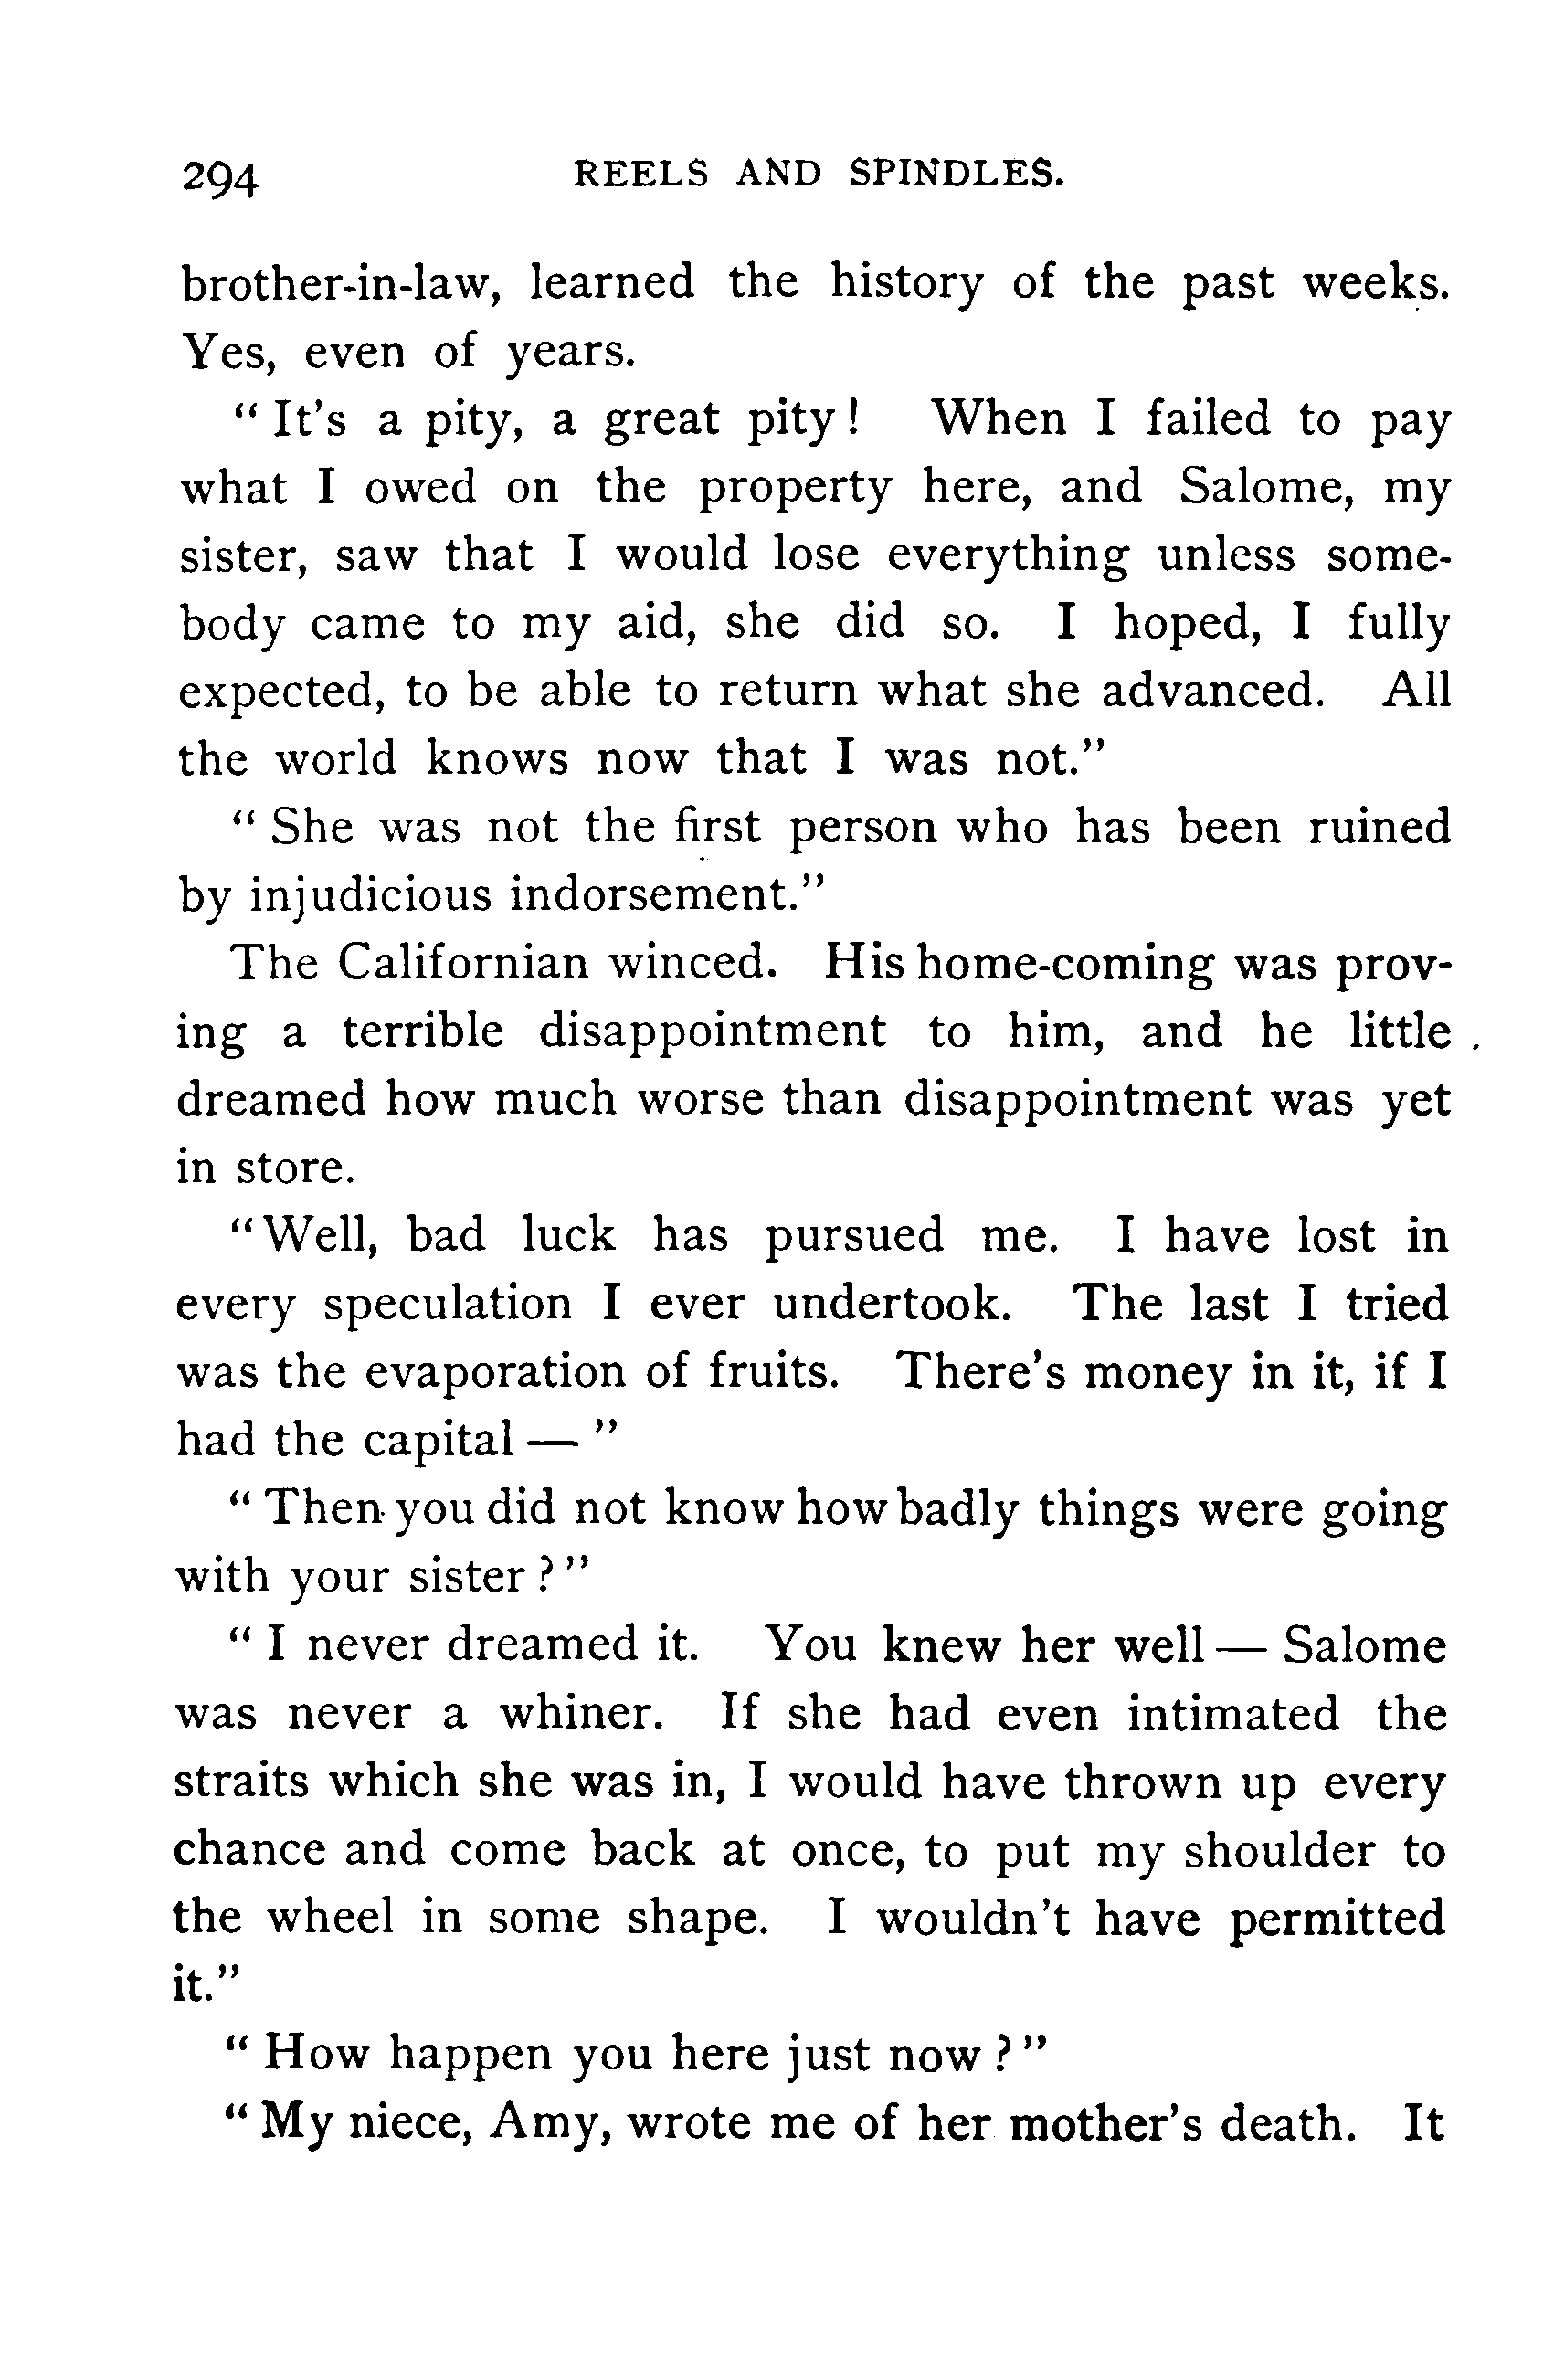 294 REELS AND SPINDLES.
brother-in-law, learned the history of the past weeks.
Yes, even of years.
“ It’s a pity, a great pity! When I failed to pay
what I owed on the property here, and Salome, my
sister, saw that I would lose everything unless some-
body came to my aid, she did so. I hoped, I fully
expected, to be able to return what she advanced. All
the world knows now that I was not.”
“ She was not the first person who has been ruined
by injudicious indorsement.”
The Californian winced. His home-coming was prov-
ing a terrible disappointment to him, and he little
dreamed how much worse than disappointment was yet
in store.
“Well, bad luck has pursued me. I have lost in
every speculation I ever undertook. The last I tried
was the evaporation of fruits. There’s money in it, if I
had the capital — ”
“ Then you did not know how badly things were going
with your sister ? ”
“ I never dreamed it. You knew her well — Salome
was never a whiner. If she had even intimated the
straits which she was in, I would have thrown up every
chance and come back at once, to put my shoulder to
the wheel in some shape. I wouldn’t have permitted
it.”
“ How happen you here just now ? ”
“ My niece, Amy, wrote me of her mother’s death. It